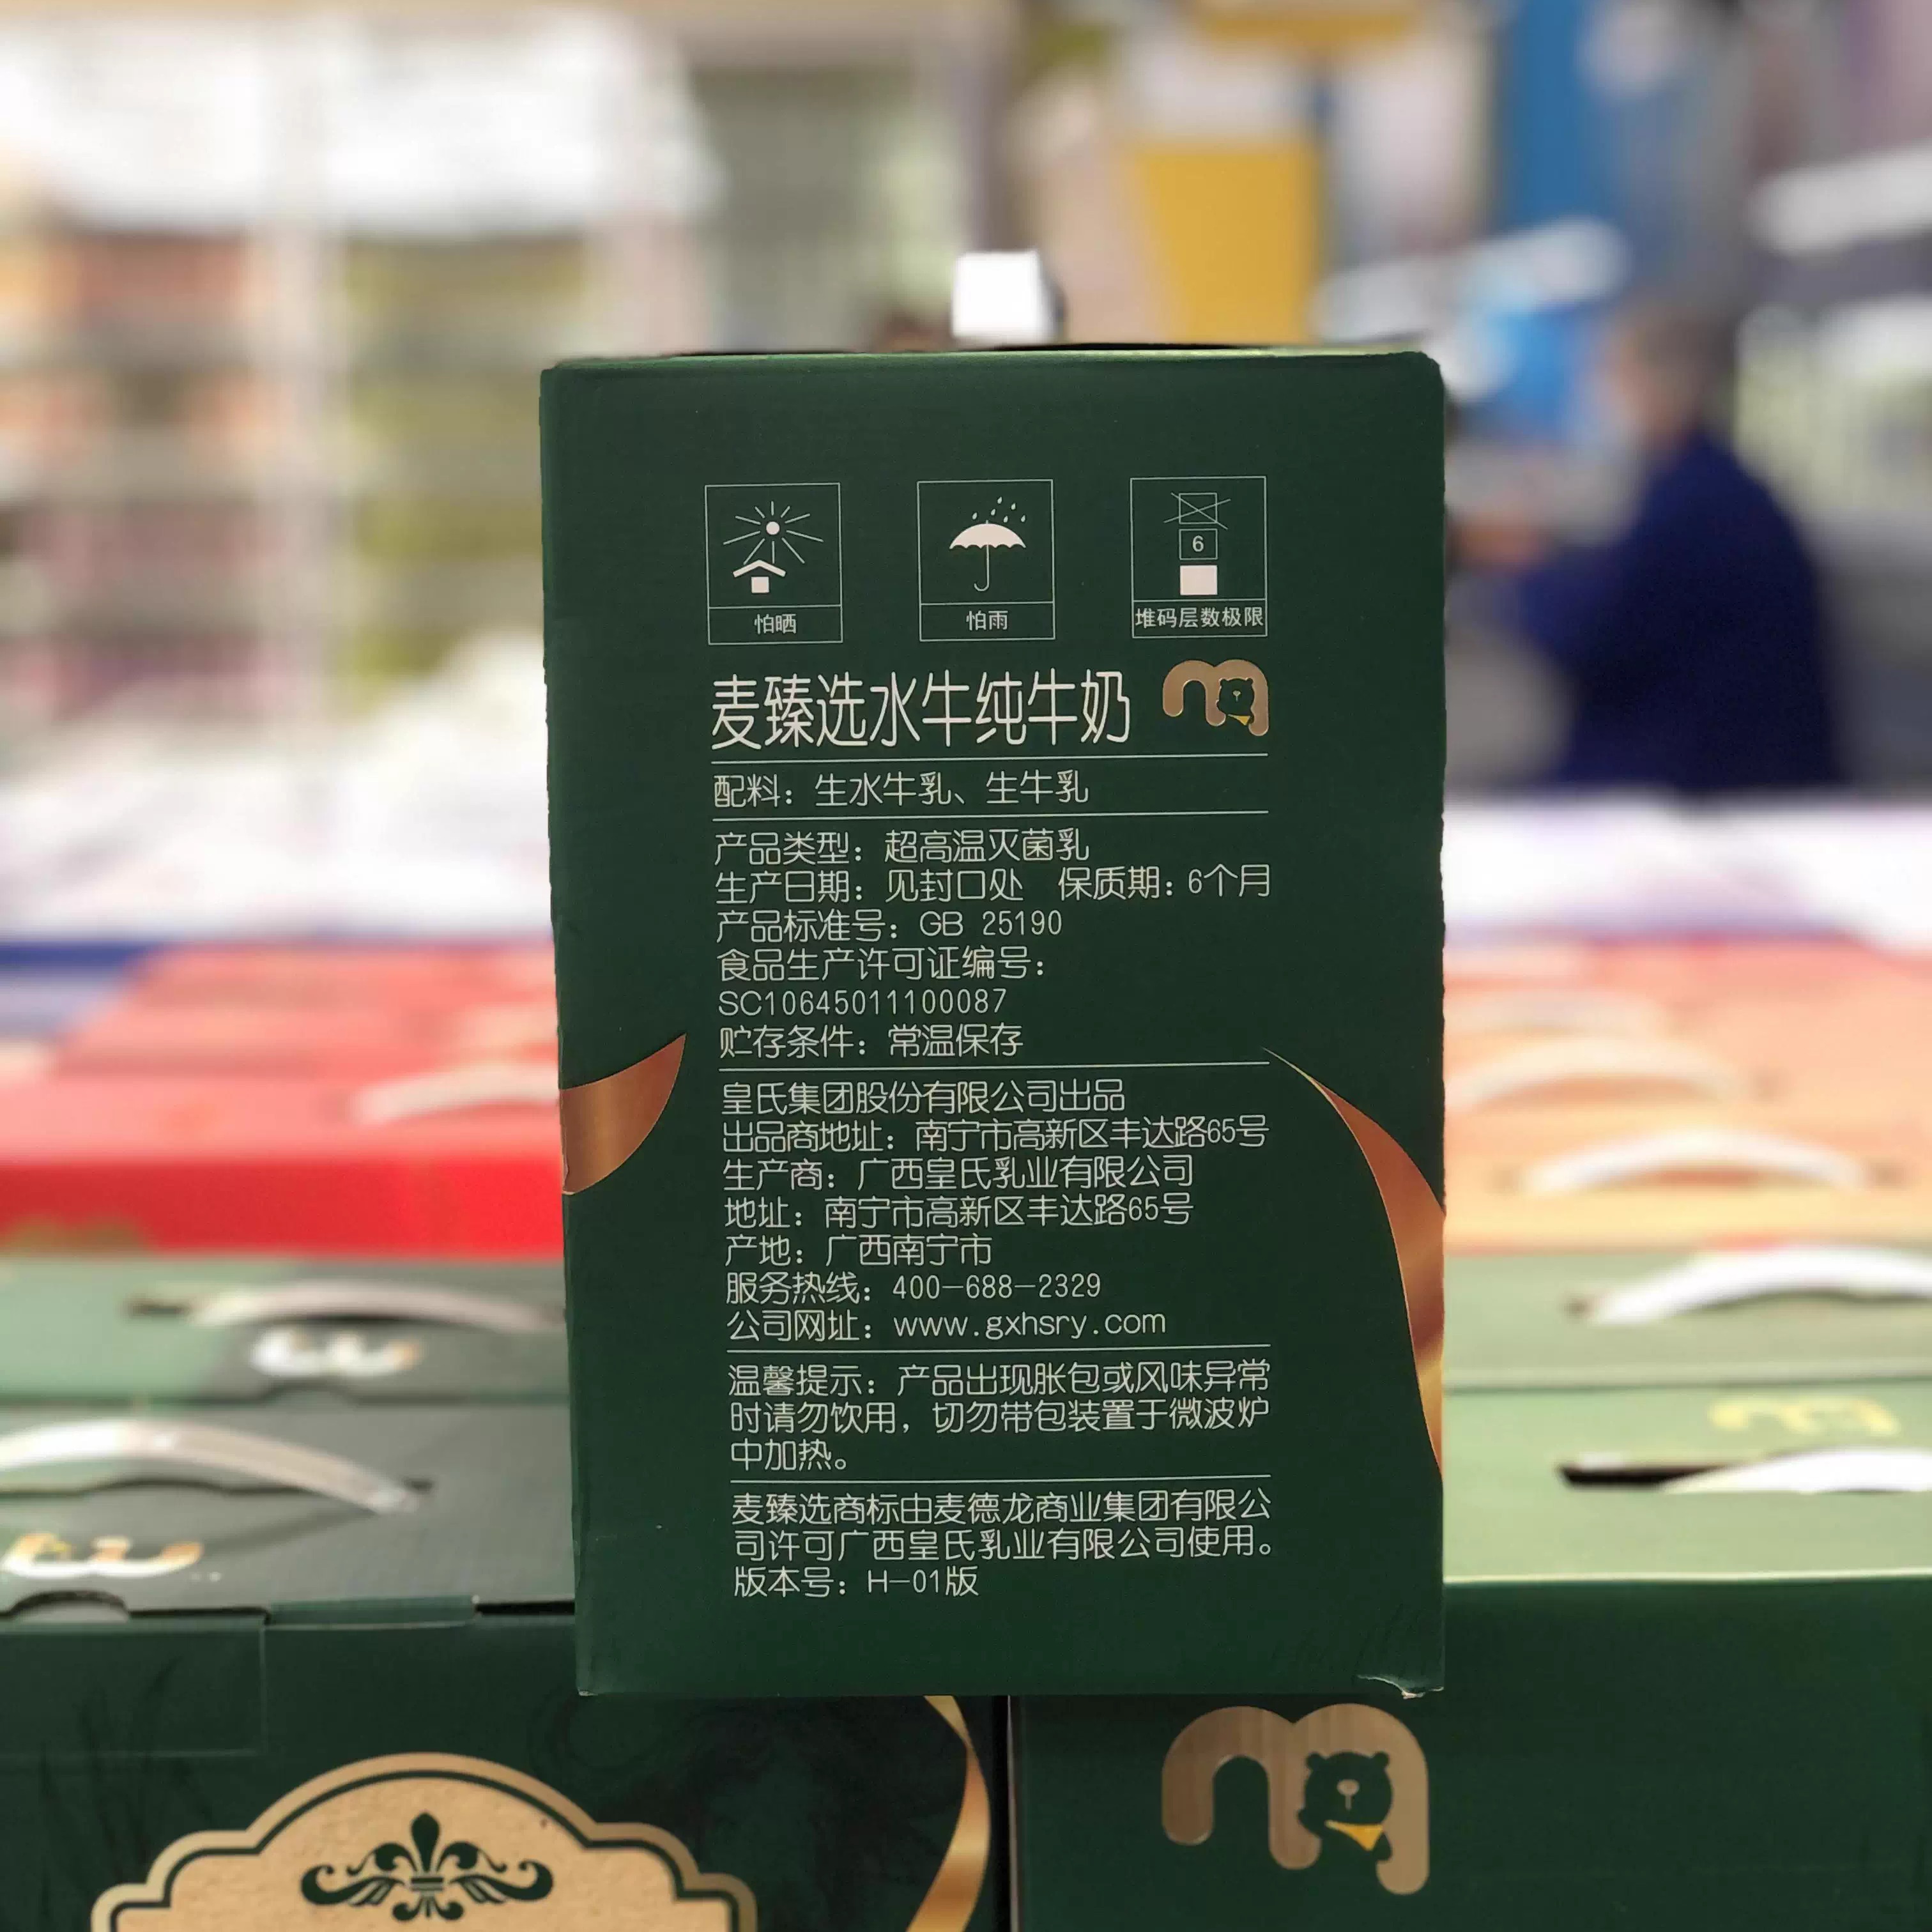 6
怕晒
怕雨
堆码层数极限
麦臻选水牛纯牛奶
配料：生水牛乳、生牛乳
产品类型：超高温灭菌乳
生产日期：见封口处 保质期：6个月
产品标准号：GB 25190
食品生产许可证编号：
SC10645011100087
贮存条件：常温保存
皇氏集团股份有限公司出品
出品商地址：南宁市高新区丰达路65号
生产商：广西皇氏乳业有限公司
地址：南宁市高新区丰达路65号
产地：广西南宁市
服务热线：400-688-2329
公司网址：www.gxhsry.com
温馨提示：产品出现胀包或风味异常
时请勿饮用，切勿带包装置于微波炉
中加热。
麦臻选商标由麦德龙商业集团有限公
司许可广西皇氏乳业有限公司使用。
版本号：H-01版